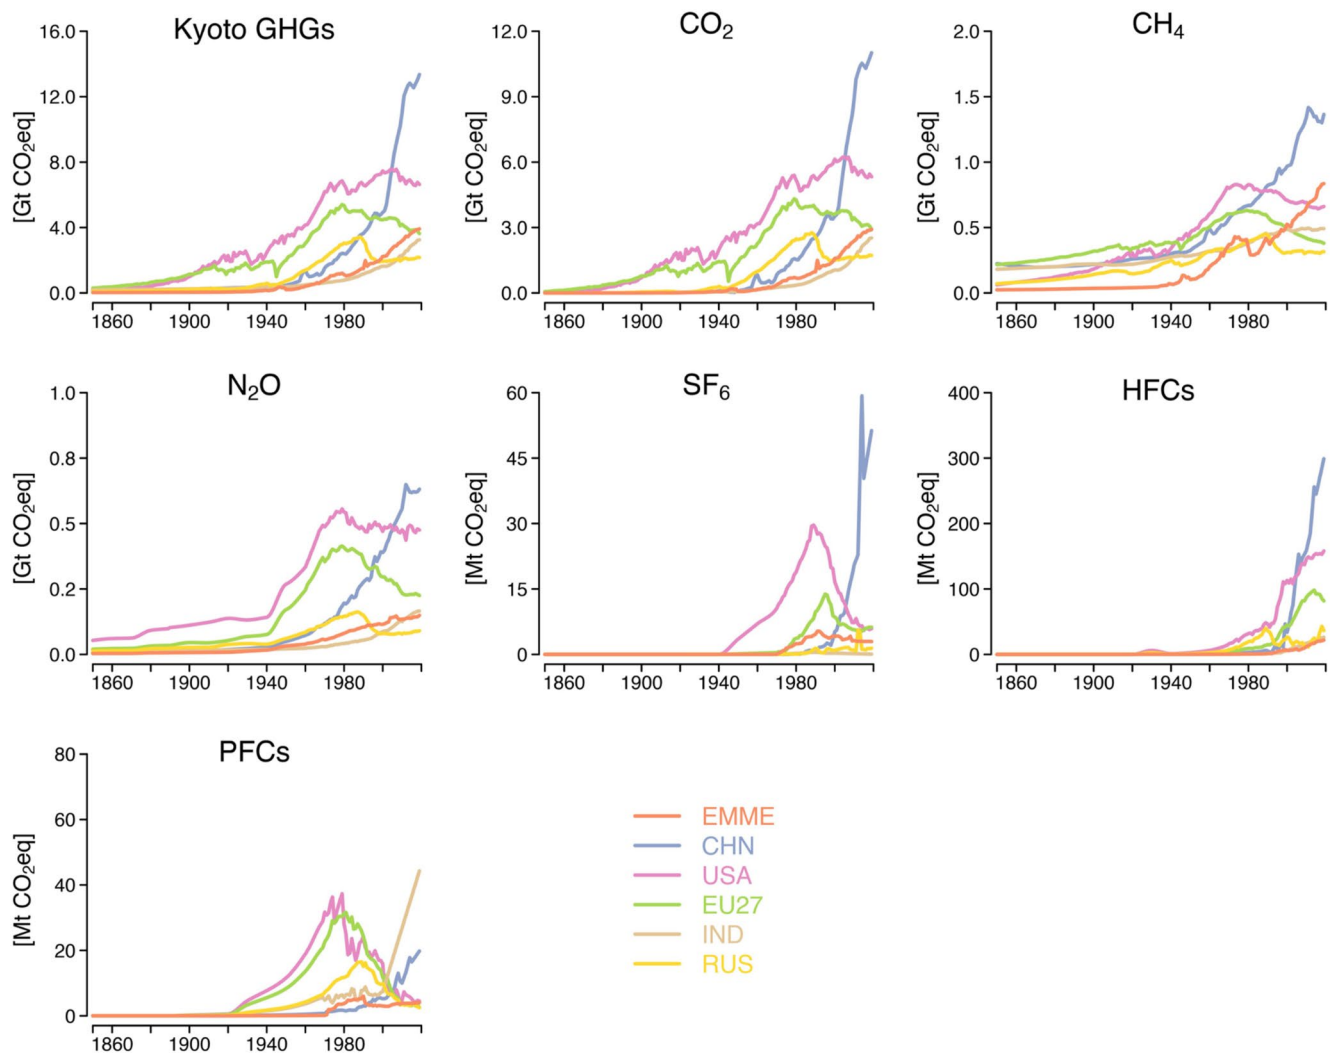 Kyoto GHGs
[Gt CO₂eq]
16.0
12.0
8.0
4.0
0.0
1860 1900 1940 1980
CO₂
[Gt CO₂eq]
12.0
9.0
6.0
3.0
0.0
1860 1900 1940 1980
CH₄
[Gt CO₂eq]
2.0
1.5
1.0
0.5
0.0
1860 1900 1940 1980
N₂O
[Gt CO₂eq]
1.0
0.8
0.5
0.2
0.0
1860 1900 1940 1980
SF₆
[Mt CO₂eq]
60
45
30
15
0
1860 1900 1940 1980
HFCs
[Mt CO₂eq]
400
300
200
100
0
1860 1900 1940 1980
PFCs
[Mt CO₂eq]
80
60
40
20
0
1860 1900 1940 1980
EMME
CHN
USA
EU27
IND
RUS